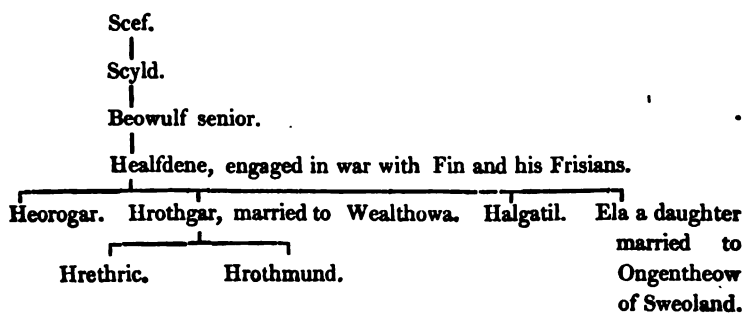 Scef.
Scyld.
Beowulf senior.
Healfdene, engaged in war with Fin and his Frisians.
Heorogar. Hrothgar, married to Wealthowa. Halgatil. Ela a daughter
married to
Hrethric. Hrothmund. Ongentheow
of Sweoland.